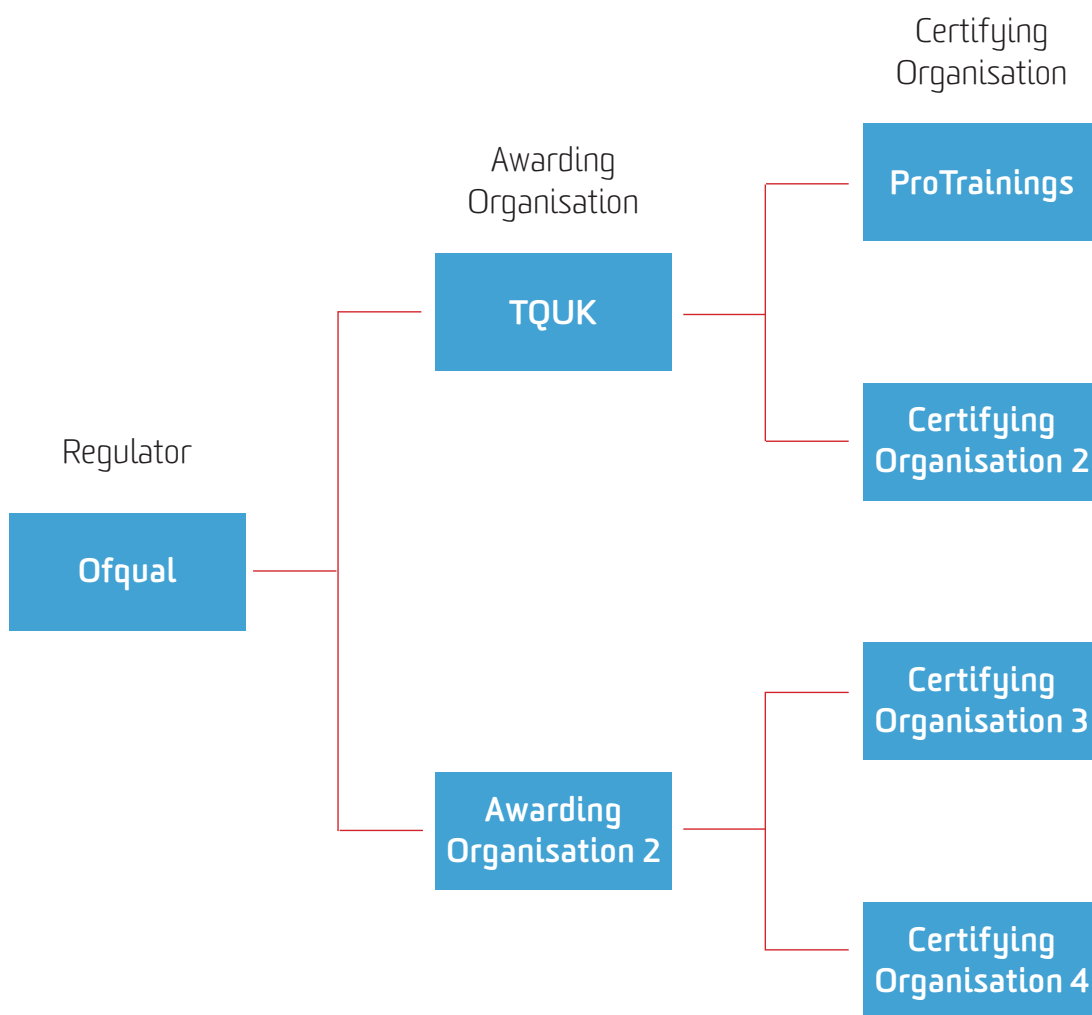 Certifying
Organisation
ProTrainings
Awarding
Organisation
TQUK
Certifying
Organisation 2
Regulator
Ofqual
Certifying
Organisation 3
Awarding
Organisation 2
Certifying
Organisation 4